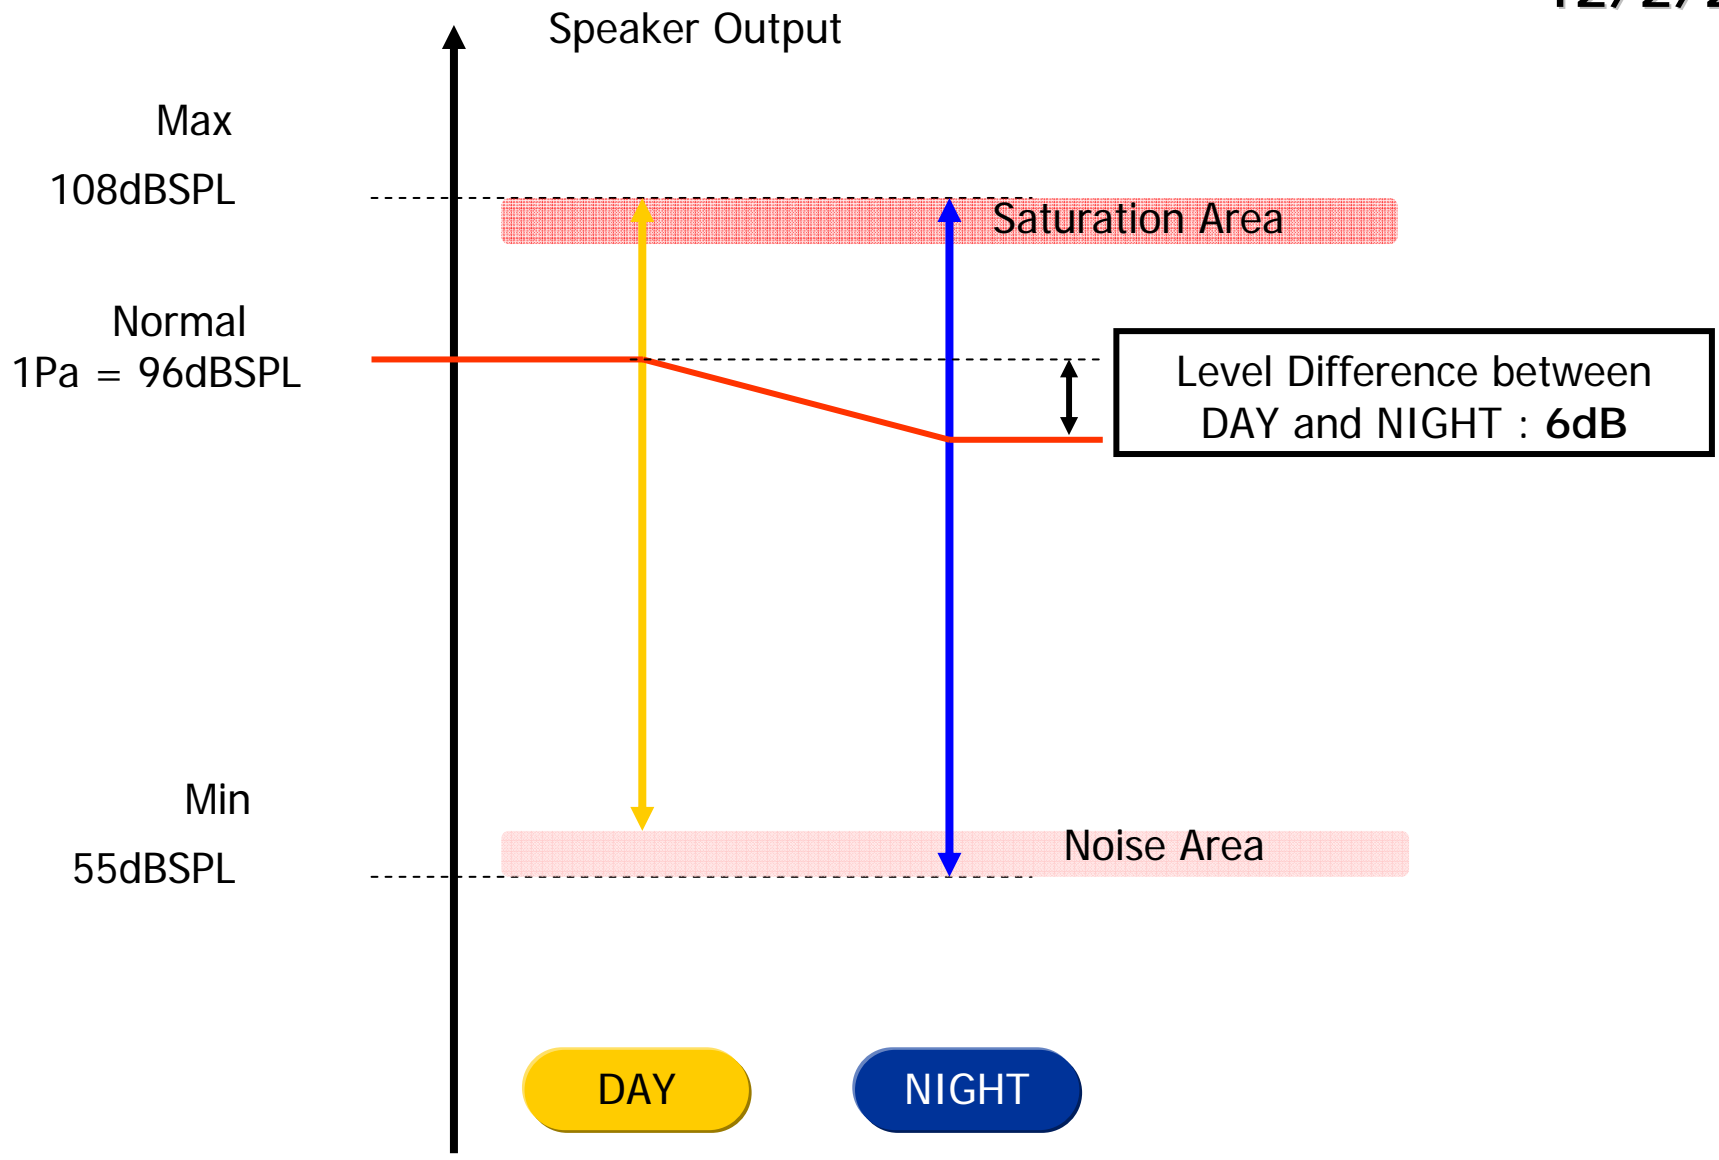 Speaker Output
Max
108dBSPL
Saturation Area
Normal
1Pa = 96dBSPL
Level Difference between
DAY and NIGHT : 6dB
Min
55dBSPL
Noise Area
DAY
NIGHT